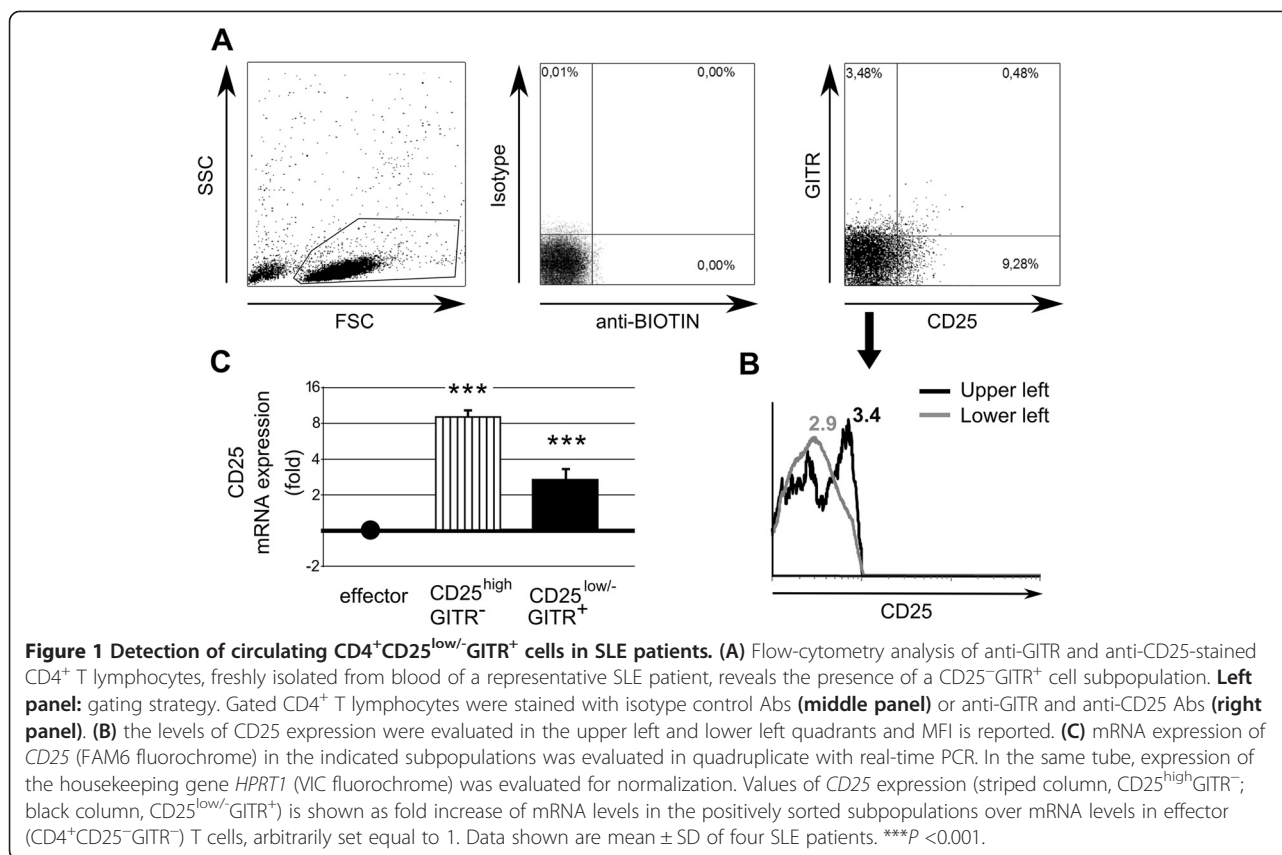 A
SSC
FSC
0,01%
0,00%
0,00%
Isotype
anti-BIOTIN
3,48%
0,48%
9,28%
GITR
CD25
C
CD25
mRNA expression
(fold)
16
8
4
2
-2
***
***
effector
CD25high
GITR-
CD25low/-
GITR+
B
Upper left
Lower left
2.9
3.4
CD25
Figure 1 Detection of circulating CD4+CD25low/-GITR+ cells in SLE patients. (A) Flow-cytometry analysis of anti-GITR and anti-CD25-stained
CD4+ T lymphocytes, freshly isolated from blood of a representative SLE patient, reveals the presence of a CD25−GITR+ cell subpopulation. Left
panel: gating strategy. Gated CD4+ T lymphocytes were stained with isotype control Abs (middle panel) or anti-GITR and anti-CD25 Abs (right
panel). (B) the levels of CD25 expression were evaluated in the upper left and lower left quadrants and MFI is reported. (C) mRNA expression of
CD25 (FAM6 fluorochrome) in the indicated subpopulations was evaluated in quadruplicate with real-time PCR. In the same tube, expression of
the housekeeping gene HPRT1 (VIC fluorochrome) was evaluated for normalization. Values of CD25 expression (striped column, CD25highGITR−;
black column, CD25low/-GITR+) is shown as fold increase of mRNA levels in the positively sorted subpopulations over mRNA levels in effector
(CD4+CD25−GITR−) T cells, arbitrarily set equal to 1. Data shown are mean ± SD of four SLE patients. ***P <0.001.